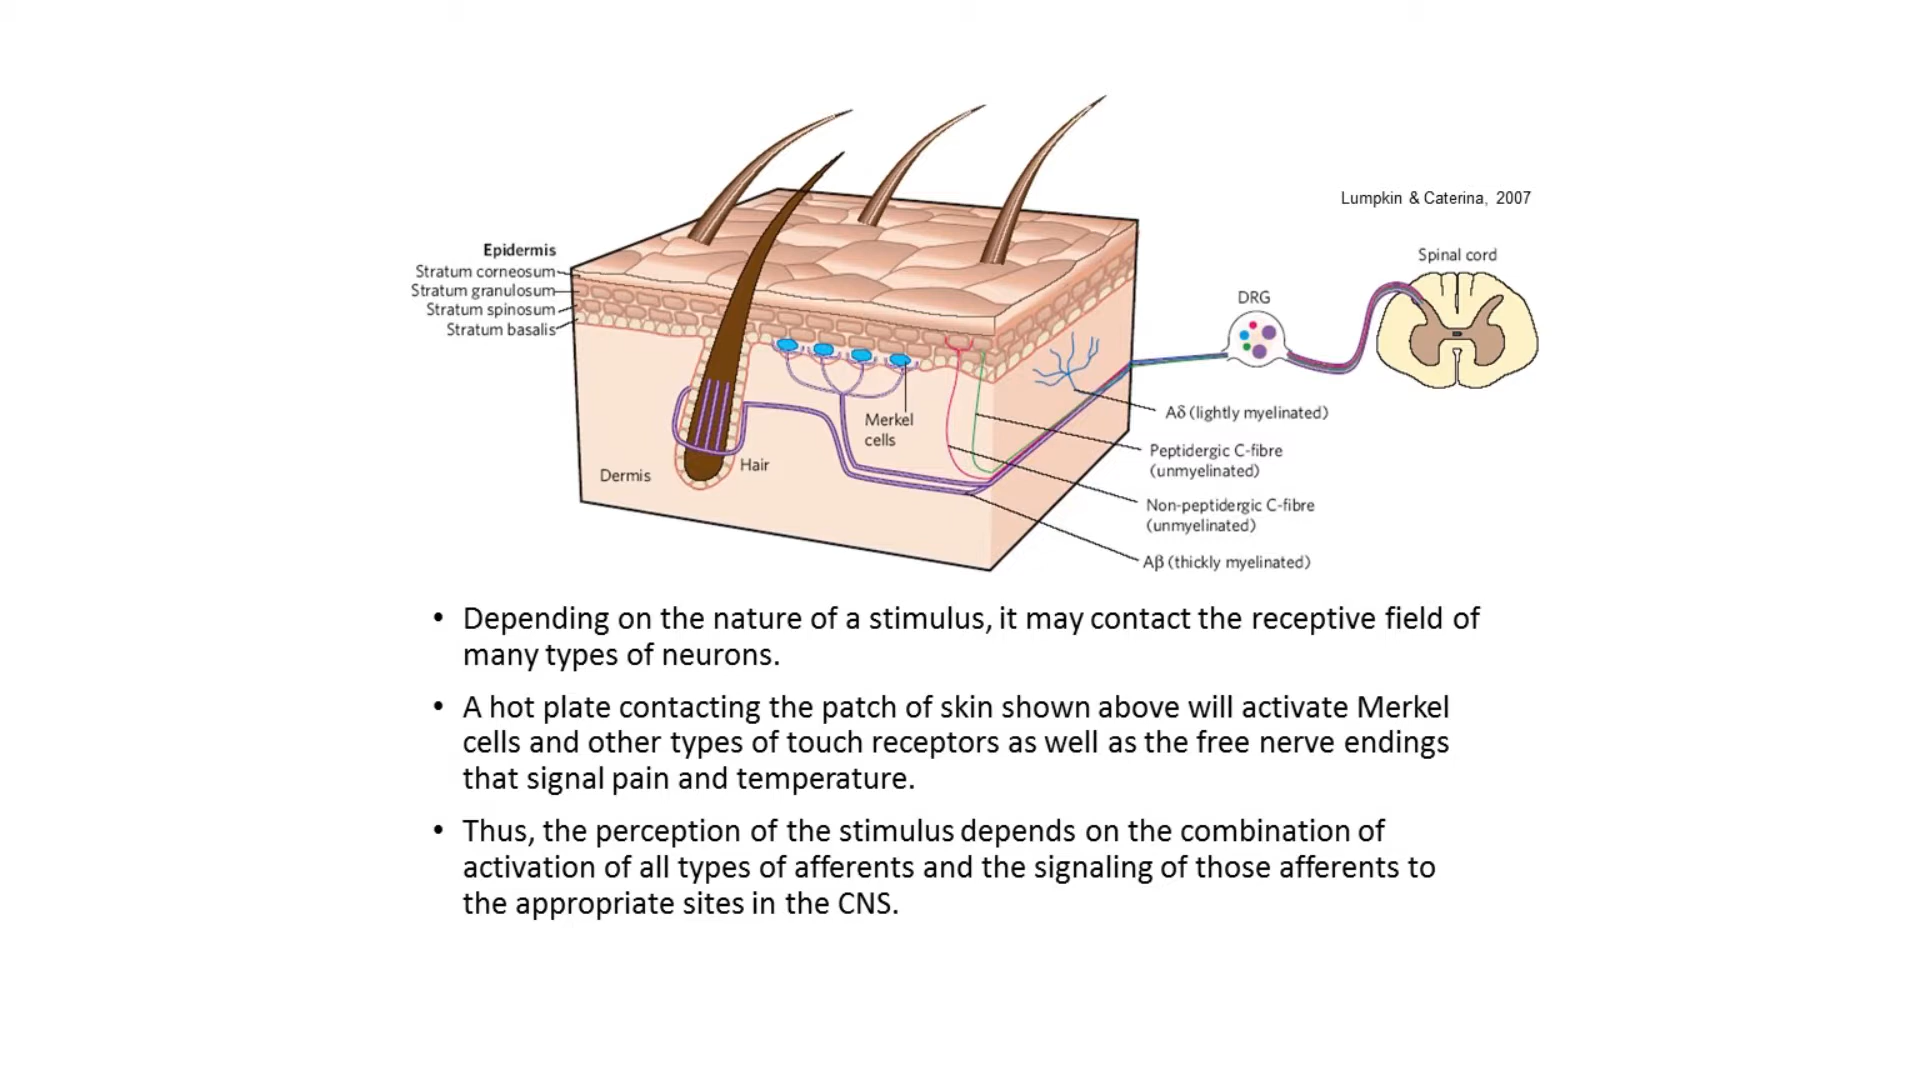 Lumpkin & Caterina, 2007
Epidermis
Stratum corneosum
Stratum granulosum
Stratum spinosum
Stratum basalis
Spinal cord
DRG
Merkel
cells
Hair
Dermis
Aδ (lightly myelinated)
Peptidergic C-fibre
(unmyelinated)
Non-peptidergic C-fibre
(unmyelinated)
Aβ (thickly myelinated)
• Depending on the nature of a stimulus, it may contact the receptive field of
many types of neurons.
• A hot plate contacting the patch of skin shown above will activate Merkel
cells and other types of touch receptors as well as the free nerve endings
that signal pain and temperature.
• Thus, the perception of the stimulus depends on the combination of
activation of all types of afferents and the signaling of those afferents to
the appropriate sites in the CNS.